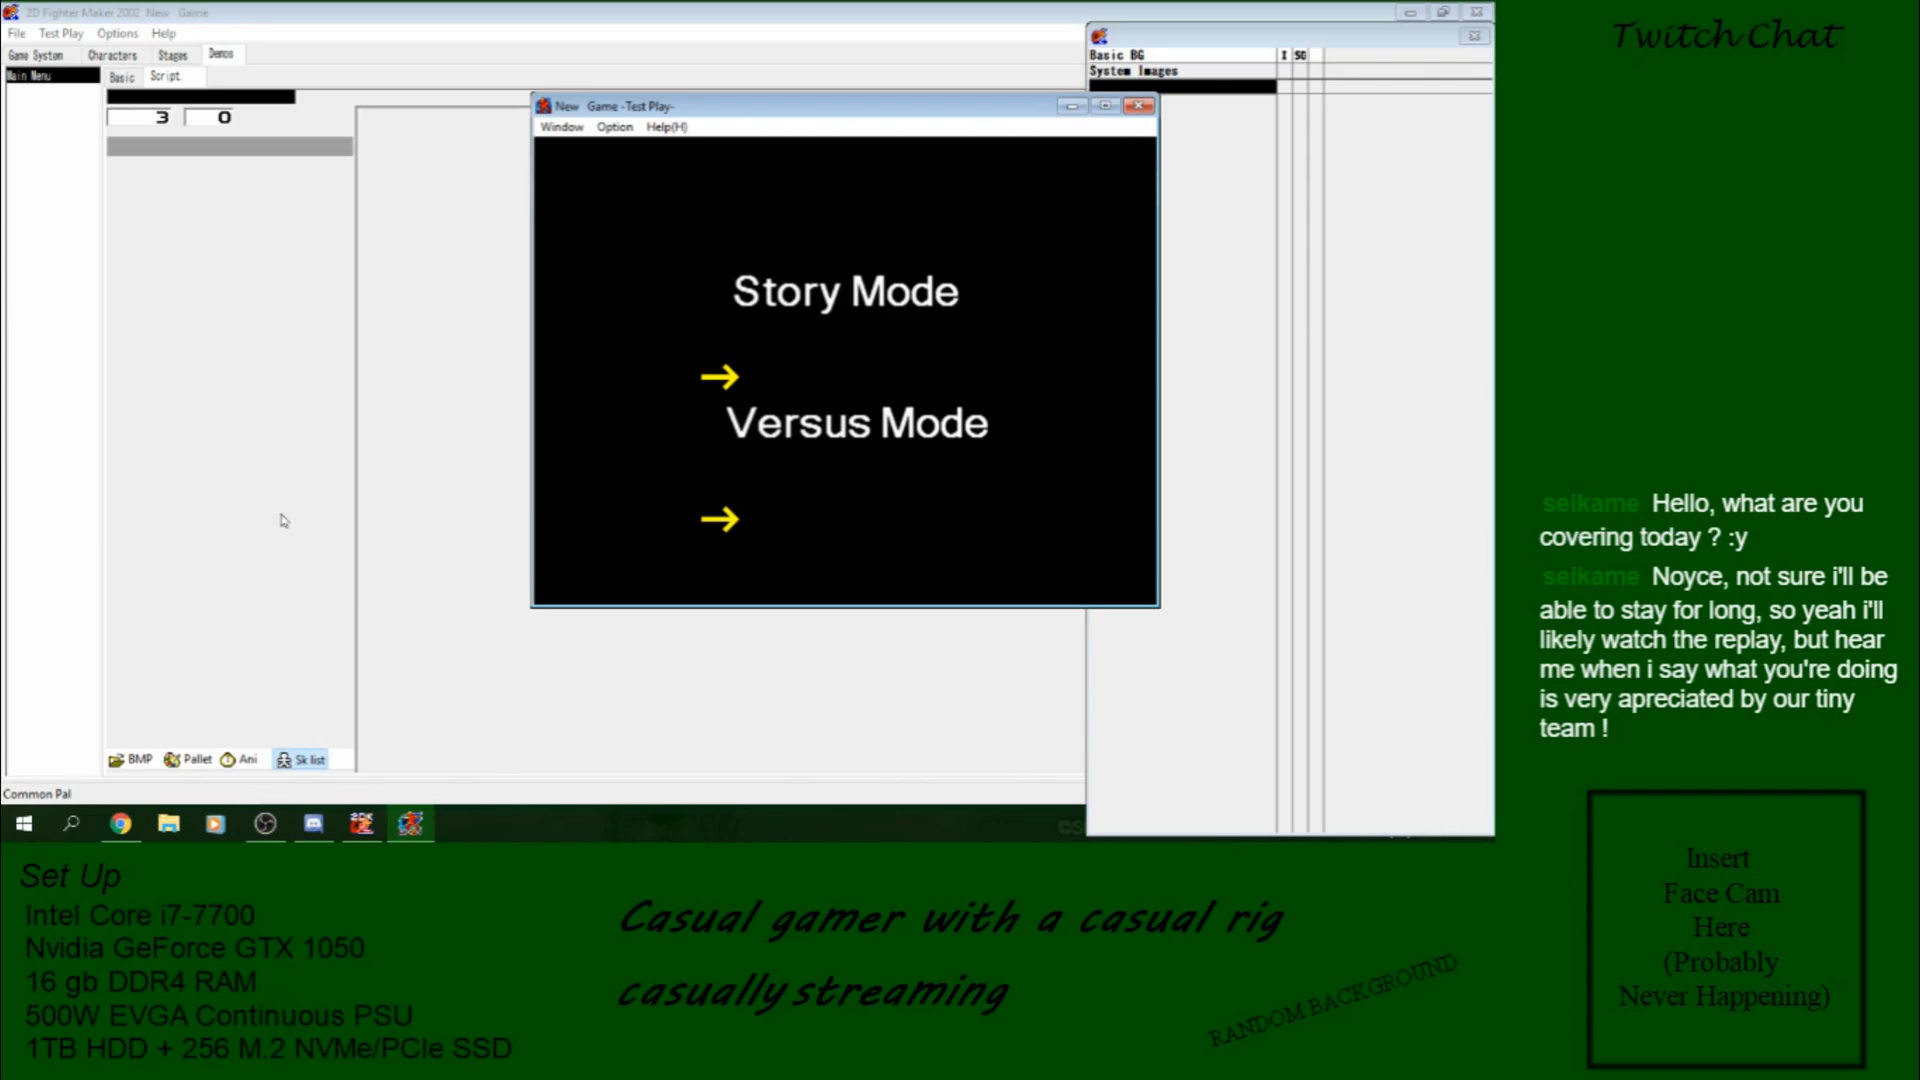 2D Fighter Maker 2002 New Game
File Test Play Options Help
Game System Characters Stages Demos
Main Menu Basic Script
3 0
BMP Pallet Ani Sk list
Common Pal
Basic BG I SG
System Images
New Game -Test Play-
Window Option Help(H)
Story Mode
Versus Mode
Twitch Chat
seikame Hello, what are you
covering today ? :y
seikame Noyce, not sure i'll be
able to stay for long, so yeah i'll
likely watch the replay, but hear
me when i say what you're doing
is very apreciated by our tiny
team !
Set Up
Intel Core i7-7700
Nvidia GeForce GTX 1050
16 gb DDR4 RAM
500W EVGA Continuous PSU
1TB HDD + 256 M.2 NVMe/PCIe SSD
Casual gamer with a casual rig
casually streaming
RANDOM BACKGROUND
Insert
Face Cam
Here
(Probably
Never Happening)